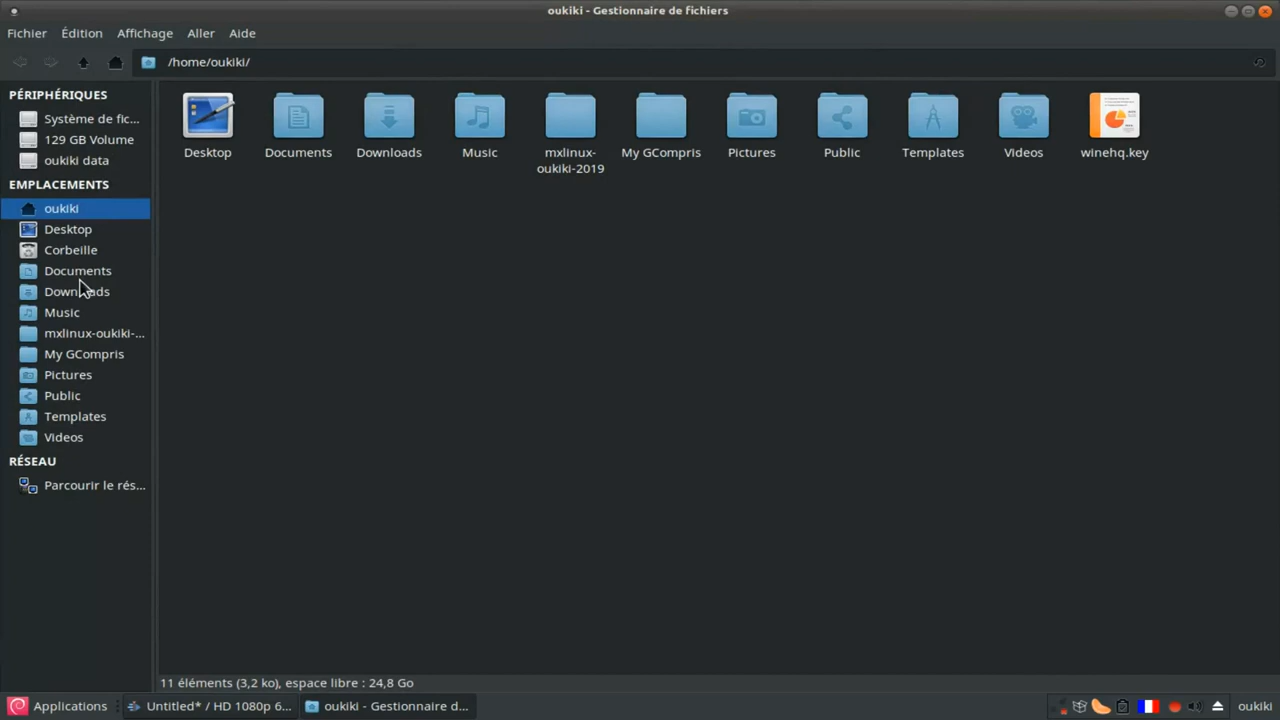 oukiki - Gestionnaire de fichiers
Fichier Édition Affichage Aller Aide
/home/oukiki/
PÉRIPHÉRIQUES
Système de fic...
129 GB Volume
oukiki data
EMPLACEMENTS
oukiki
Desktop
Corbeille
Documents
Downloads
Music
mxlinux-oukiki-...
My GCompris
Pictures
Public
Templates
Videos
RÉSEAU
Parcourir le rés...
Desktop
Documents
Downloads
Music
mxlinux-
oukiki-2019
My GCompris
Pictures
Public
Templates
Videos
winehq.key
11 éléments (3,2 ko), espace libre : 24,8 Go
Applications
Untitled* / HD 1080p 6...
oukiki - Gestionnaire d...
oukiki